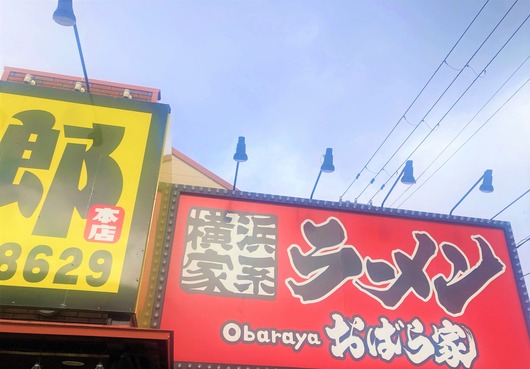 郎
本店
8629
横浜
家系
ラーメン
Obaraya おばら家